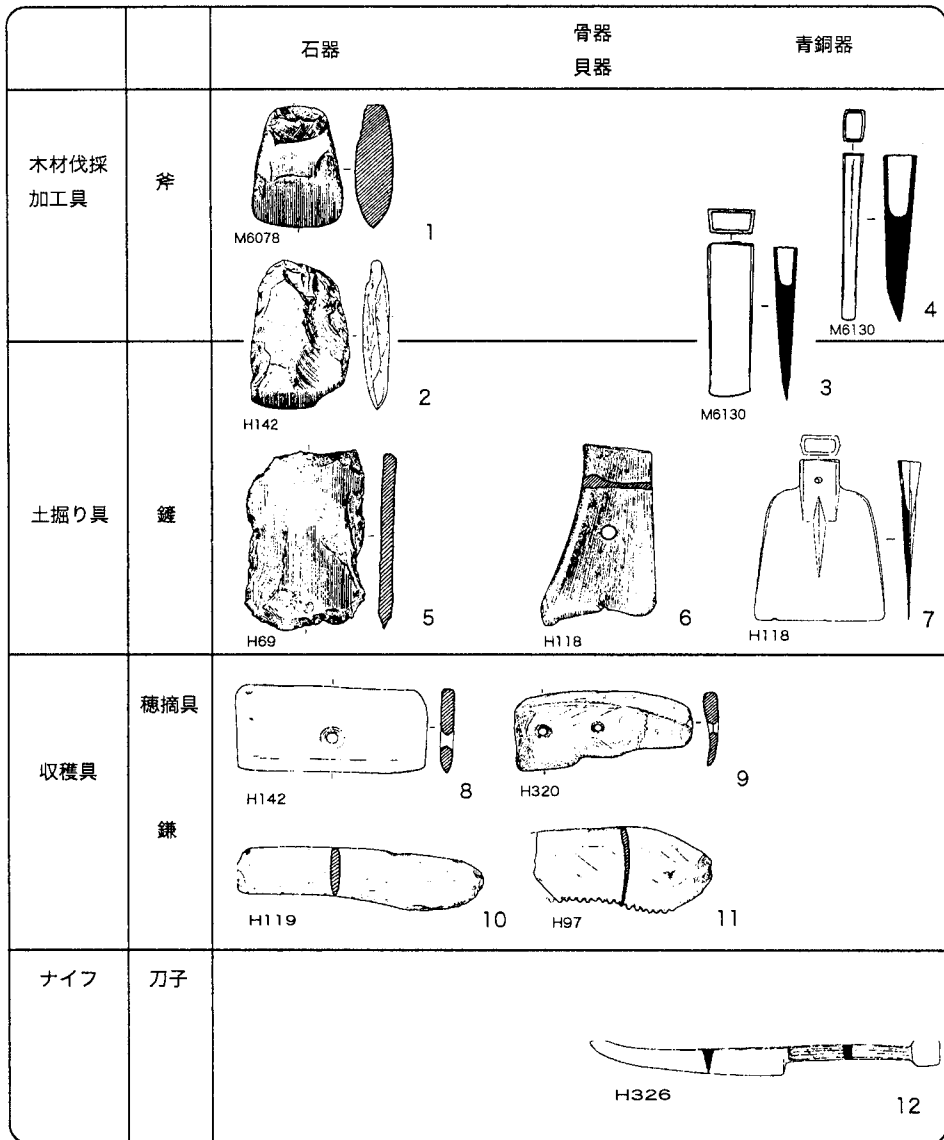 石器
骨器
貝器
青銅器
木材伐採
加工具
斧
M6078
1
H142
2
M6130
3
M6130
4
土掘り具
鏟
H69
5
H118
6
H118
7
収穫具
穂摘具
H142
8
H320
9
鎌
H119
10
H97
11
ナイフ
刀子
H326
12